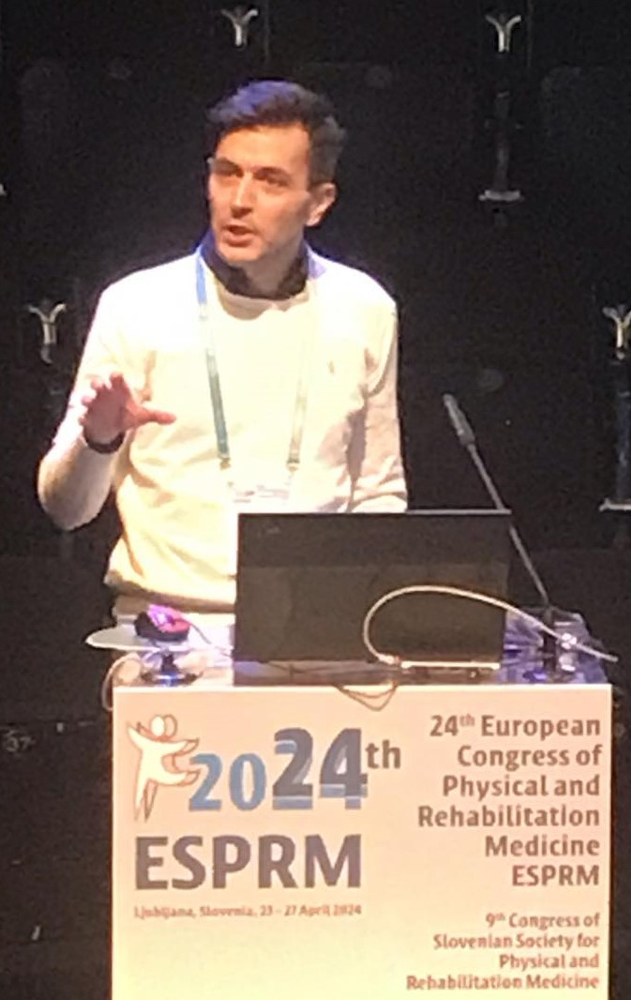 2024th
ESPRM
Ljubljana, Slovenia, 23 - 27 April 2024
24th European
Congress of
Physical and
Rehabilitation
Medicine
ESPRM
9th Congress of
Slovenian Society for
Physical and
Rehabilitation Medicine